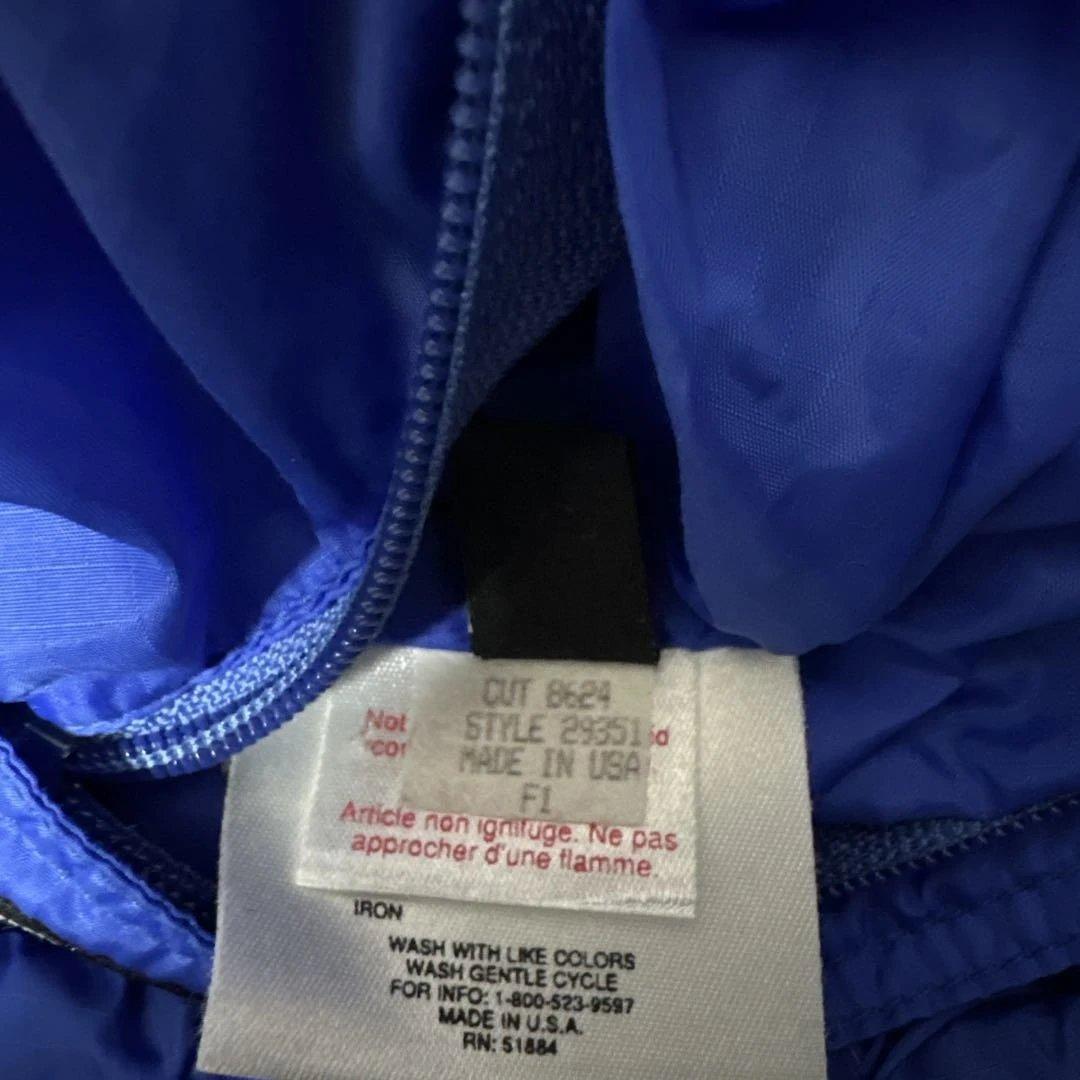 CUT 8624
STYLE 29351
MADE IN USA
F1
Not
Article non ignifuge. Ne pas
approcher d'une flamme.
IRON
WASH WITH LIKE COLORS
WASH GENTLE CYCLE
FOR INFO: 1-800-523-9597
MADE IN U.S.A.
RN: 51884